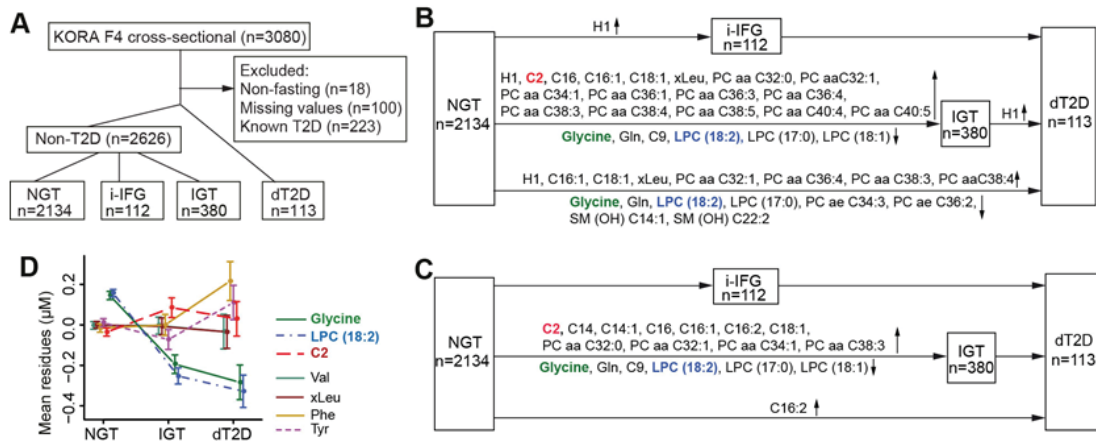 A
KORA F4 cross-sectional (n=3080)
Excluded:
Non-fasting (n=18)
Missing values (n=100)
Known T2D (n=223)
Non-T2D (n=2626)
NGT
n=2134
i-IFG
n=112
IGT
n=380
dT2D
n=113
B
NGT
n=2134
H1↑
i-IFG
n=112
H1, C2, C16, C16:1, C18:1, xLeu, PC aa C32:0, PC aaC32:1,
PC aa C34:1, PC aa C36:1, PC aa C36:3, PC aa C36:4,
PC aa C38:3, PC aa C38:4, PC aa C38:5, PC aa C40:4, PC aa C40:5↑
Glycine, Gln, C9, LPC (18:2), LPC (17:0), LPC (18:1)↓
IGT
n=380
H1↑
dT2D
n=113
H1, C16:1, C18:1, xLeu, PC aa C32:1, PC aa C36:4, PC aa C38:3, PC aaC38:4↑
Glycine, Gln, LPC (18:2), LPC (17:0), PC ae C34:3, PC ae C36:2,↓
SM (OH) C14:1, SM (OH) C22:2
C
NGT
n=2134
i-IFG
n=112
C2, C14, C14:1, C16, C16:1, C16:2, C18:1,
PC aa C32:0, PC aa C32:1, PC aa C34:1, PC aa C38:3↑
Glycine, Gln, C9, LPC (18:2), LPC (17:0), LPC (18:1)↓
IGT
n=380
dT2D
n=113
C16:2↑
D
Mean residues (µM)
0.2
0.0
−0.2
−0.4
NGT
IGT
dT2D
Glycine
LPC (18:2)
C2
Val
xLeu
Phe
Tyr